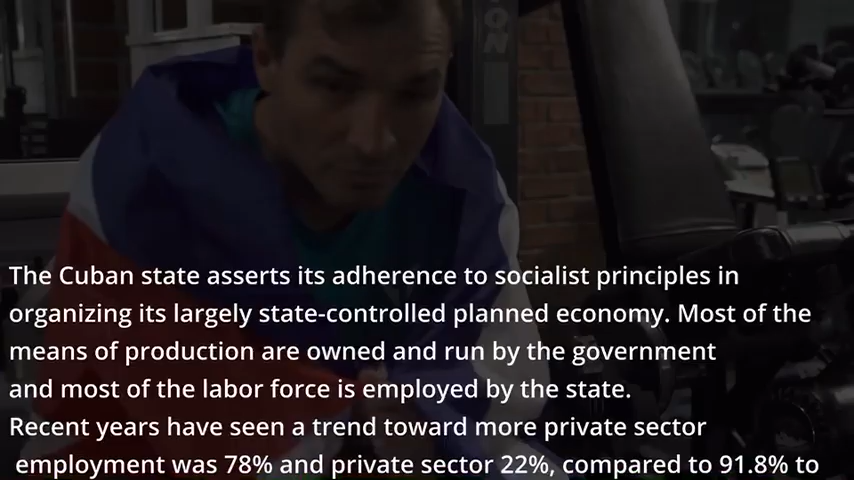 ON
The Cuban state asserts its adherence to socialist principles in
organizing its largely state-controlled planned economy. Most of the
means of production are owned and run by the government
and most of the labor force is employed by the state.
Recent years have seen a trend toward more private sector
employment was 78% and private sector 22%, compared to 91.8% to